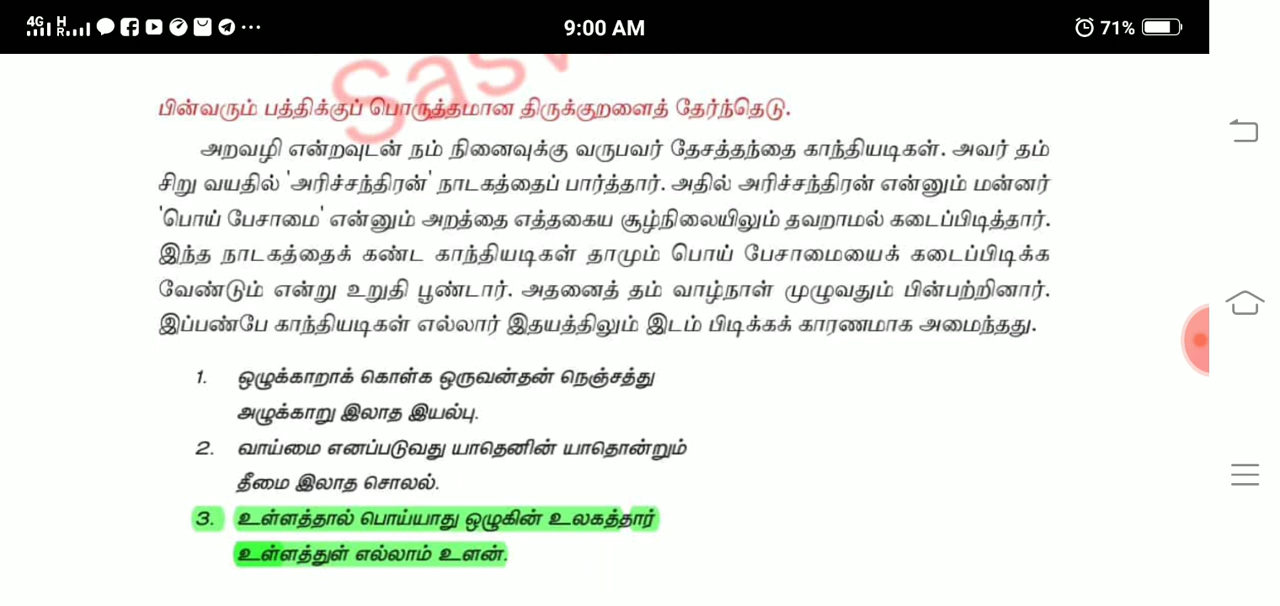 4G H R 9:00 AM 71%
Sasv
பின்வரும் பத்திக்குப் பொருத்தமான திருக்குறளைத் தேர்ந்தெடு.
அறவழி என்றவுடன் நம் நினைவுக்கு வருபவர் தேசத்தந்தை காந்தியடிகள். அவர் தம்
சிறு வயதில் 'அரிச்சந்திரன்' நாடகத்தைப் பார்த்தார். அதில் அரிச்சந்திரன் என்னும் மன்னர்
'பொய் பேசாமை' என்னும் அறத்தை எத்தகைய சூழ்நிலையிலும் தவறாமல் கடைப்பிடித்தார்.
இந்த நாடகத்தைக் கண்ட காந்தியடிகள் தாமும் பொய் பேசாமையைக் கடைப்பிடிக்க
வேண்டும் என்று உறுதி பூண்டார். அதனைத் தம் வாழ்நாள் முழுவதும் பின்பற்றினார்.
இப்பண்பே காந்தியடிகள் எல்லார் இதயத்திலும் இடம் பிடிக்கக் காரணமாக அமைந்தது.
1. ஒழுக்காறாக் கொள்க ஒருவன்தன் நெஞ்சத்து
அழுக்காறு இலாத இயல்பு.
2. வாய்மை எனப்படுவது யாதெனின் யாதொன்றும்
தீமை இலாத சொலல்.
3. உள்ளத்தால் பொய்யாது ஒழுகின் உலகத்தார்
உள்ளத்துள் எல்லாம் உளன்.